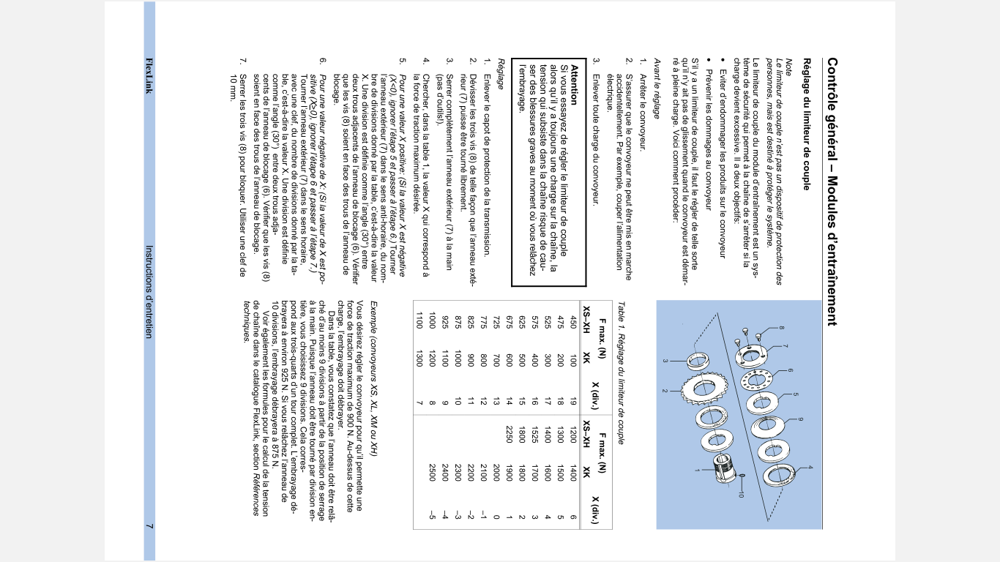 Contrôle général – Modules d'entraînement
Réglage du limiteur de couple
Note
Le limiteur de couple n'est pas un dispositif de protection des
personnes, mais est destiné à protéger le système.
Le limiteur de couple du module d'entraînement est un sys-
tème de sécurité qui permet à la chaîne de s'arrêter si la
charge devient excessive. Il a deux objectifs:
• Eviter d'endommager les produits sur le convoyeur
• Prévenir les dommages au convoyeur
S'il y a un limiteur de couple, il faut le régler de telle sorte
qu'il n'y ait pas de glissement quand le convoyeur est démar-
ré à pleine charge. Voici comment procéder:
Avant le réglage
1. Arrêter le convoyeur.
2. S'assurer que le convoyeur ne peut être mis en marche
accidentellement. Par exemple, couper l'alimentation
électrique.
3. Enlever toute charge du convoyeur.
Attention
Si vous essayez de régler le limiteur de couple
alors qu'il y a toujours une charge sur la chaîne, la
tension qui subsiste dans la chaîne risque de cau-
ser des blessures graves au moment où vous relâchez
l'embrayage.
Réglage
1. Enlever le capot de protection de la transmission.
2. Dévisser les trois vis (8) de telle façon que l'anneau exté-
rieur (7) puisse être tourné librement.
3. Serrer complètement l'anneau extérieur (7) à la main
(pas d'outils!).
4. Chercher, dans la table 1, la valeur X qui correspond à
la force de traction maximum désirée.
5. Pour une valeur X positive: (Si la valeur X est négative
(X<0), ignorer l'étape 5 et passer à l'étape 6.) Tourner
l'anneau extérieur (7) dans le sens anti-horaire, du nom-
bre de divisions donné par la table, c'est-à-dire la valeur
X. Une division est définie comme l'angle (30°) entre
deux trous adjacents de l'anneau de blocage (6). Vérifier
que les vis (8) soient en face des trous de l'anneau de
blocage.
6. Pour une valeur négative de X: (Si la valeur de X est po-
sitive (X≥0), ignorer l'étape 6 et passer à l'étape 7.)
Tourner l'anneau extérieur (7) dans le sens horaire,
avec une clef, du nombre de divisions donné par la ta-
ble, c'est-à-dire la valeur X. Une division est définie
comme l'angle (30°) entre deux trous adja-
cents de l'anneau de blocage (6). Vérifier que les vis (8)
soient en face des trous de l'anneau de blocage.
7. Serrer les trois vis (8) pour bloquer. Utiliser une clef de
10 mm.
8
7
6
5
9
4
3
2
1
10
Table 1. Réglage du limiteur de couple
F max. (N) X (div.) F max. (N) X (div.)
XS–XH XK XS–XH XK
450 100 19 1200 1400 6
475 200 18 1300 1500 5
525 300 17 1400 1600 4
575 400 16 1525 1700 3
625 500 15 1800 1800 2
675 600 14 2250 1900 1
725 700 13 2000 0
775 800 12 2100 –1
825 900 11 2200 –2
875 1000 10 2300 –3
925 1100 9 2400 –4
1000 1200 8 2500 –5
1100 1300 7
Exemple (convoyeurs XS, XL, XM ou XH)
Vous désirez régler le convoyeur pour qu'il permette une
force de traction maximum de 900 N. Au-dessus de cette
charge, l'embrayage doit débrayer.
Dans la table, vous constatez que l'anneau doit être relâ-
ché d'au moins 9 divisions à partir de la position de serrage
à la main. Puisque l'anneau doit être tourné par division en-
tière, vous choisissez 9 divisions. Cela corres-
pond aux trois-quarts d'un tour complet. L'embrayage dé-
brayera à environ 925 N. Si vous relâchez l'anneau de
10 divisions, l'embrayage débrayera à 875 N.
Voir également les formules pour le calcul de la tension
de chaîne dans le catalogue FlexLink, section Références
techniques.
FlexLink
Instructions d'entretien
7